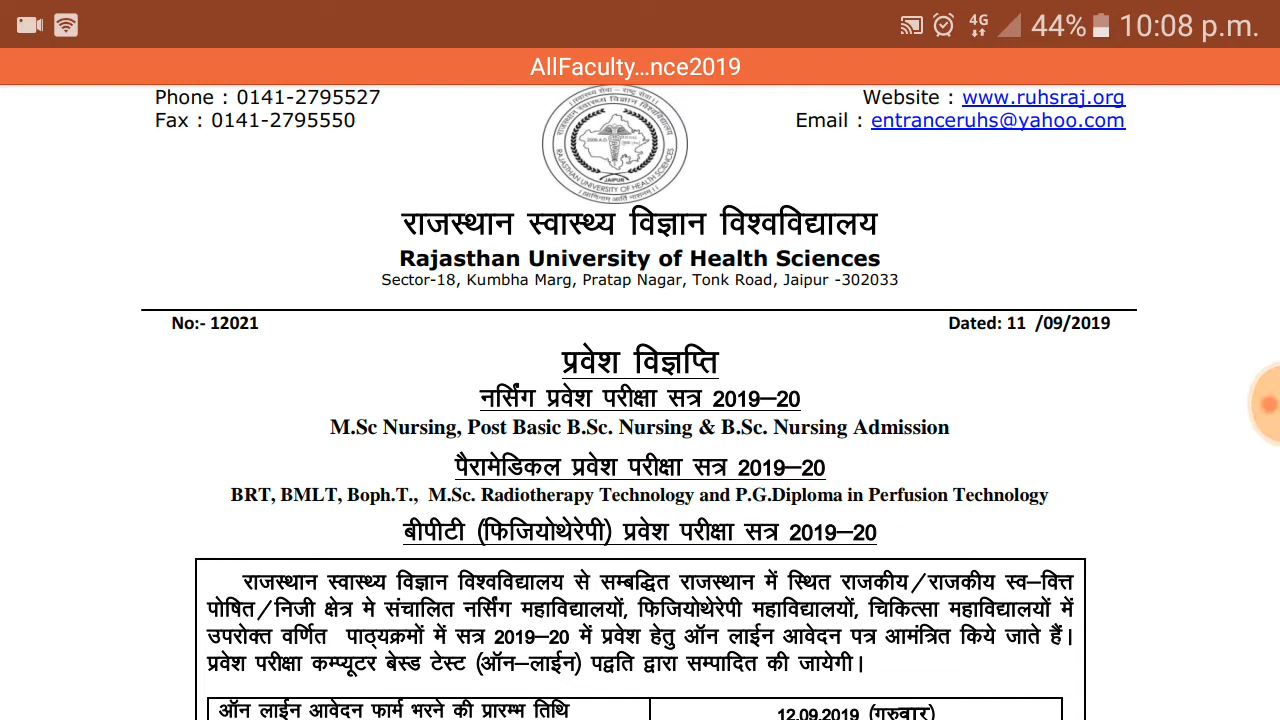 44% 10:08 p.m.
4G
AllFaculty...nce2019
Phone : 0141-2795527
Fax : 0141-2795550
Website : www.ruhsraj.org
Email : entranceruhs@yahoo.com
RAJASTHAN UNIVERSITY OF HEALTH SCIENCES
JAIPUR
राजस्थान स्वास्थ्य विज्ञान विश्वविद्यालय
Rajasthan University of Health Sciences
Sector-18, Kumbha Marg, Pratap Nagar, Tonk Road, Jaipur -302033
No:- 12021
Dated: 11 /09/2019
प्रवेश विज्ञप्ति
नर्सिंग प्रवेश परीक्षा सत्र 2019–20
M.Sc Nursing, Post Basic B.Sc. Nursing & B.Sc. Nursing Admission
पैरामेडिकल प्रवेश परीक्षा सत्र 2019–20
BRT, BMLT, Boph.T., M.Sc. Radiotherapy Technology and P.G.Diploma in Perfusion Technology
बीपीटी (फिजियोथेरेपी) प्रवेश परीक्षा सत्र 2019–20
राजस्थान स्वास्थ्य विज्ञान विश्वविद्यालय से सम्बद्धित राजस्थान में स्थित राजकीय/राजकीय स्व–वित्त
पोषित/निजी क्षेत्र मे संचालित नर्सिंग महाविद्यालयों, फिजियोथेरेपी महाविद्यालयों, चिकित्सा महाविद्यालयों में
उपरोक्त वर्णित पाठ्यक्रमों में सत्र 2019–20 में प्रवेश हेतु ऑन लाईन आवेदन पत्र आमंत्रित किये जाते हैं।
प्रवेश परीक्षा कम्प्यूटर बेस्ड टेस्ट (ऑन–लाईन) पद्वति द्वारा सम्पादित की जायेगी।
ऑन लाईन आवेदन फार्म भरने की प्रारम्भ तिथि
12.09.2019 (गुरुवार)